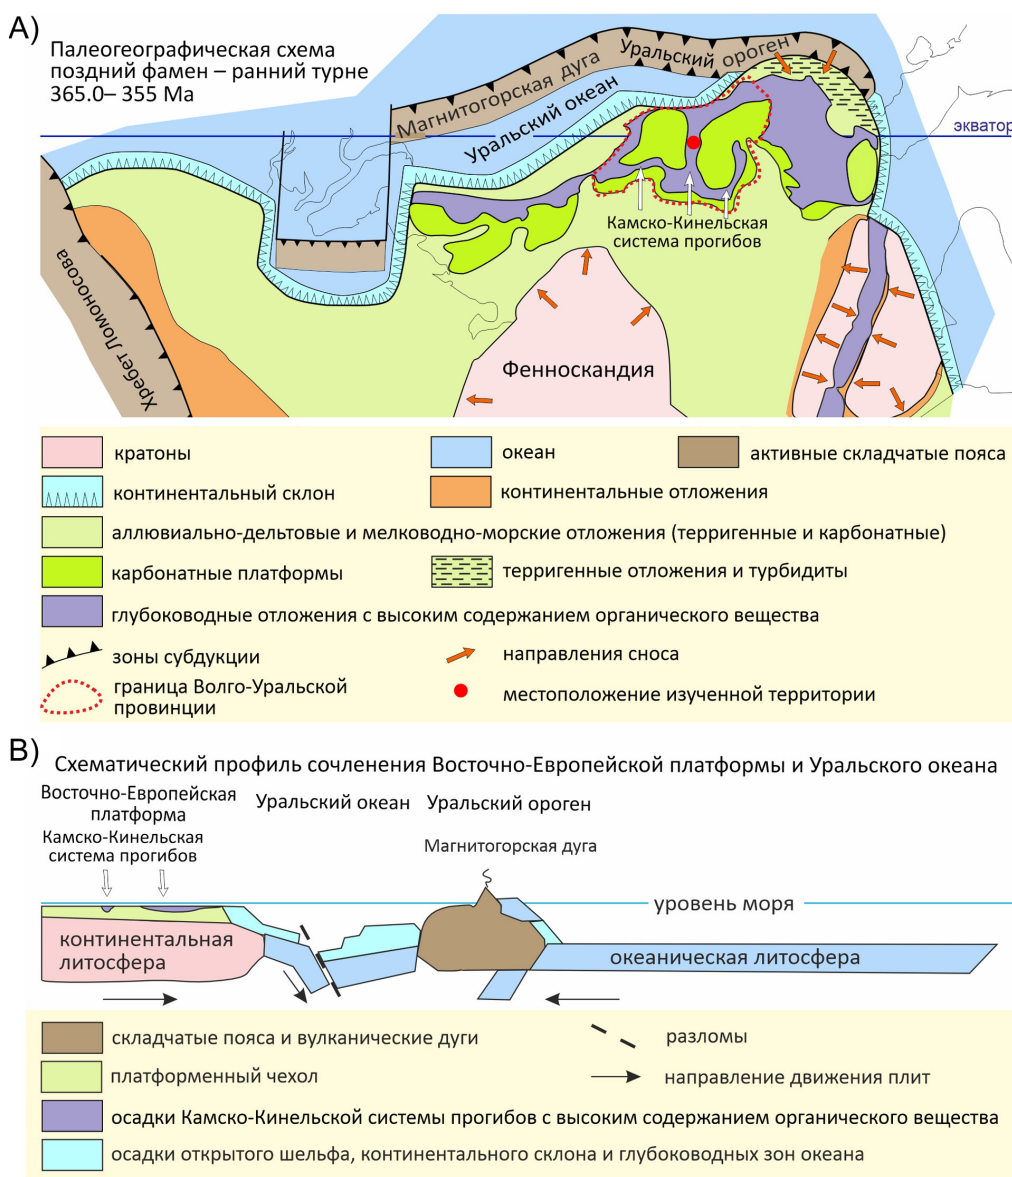 А)
Палеогеографическая схема
поздний фамен – ранний турне
365.0– 355 Ма
Уральский ороген
Магнитогорская дуга
Уральский океан
экватор
Камско-Кинельская
система прогибов
Хребет Ломоносова
Фенноскандия
кратоны
океан
активные складчатые пояса
континентальный склон
континентальные отложения
аллювиально-дельтовые и мелководно-морские отложения (терригенные и карбонатные)
карбонатные платформы
терригенные отложения и турбидиты
глубоководные отложения с высоким содержанием органического вещества
зоны субдукции
направления сноса
граница Волго-Уральской
провинции
местоположение изученной территории
В)
Схематический профиль сочленения Восточно-Европейской платформы и Уральского океана
Восточно-Европейская
платформа
Уральский океан
Уральский ороген
Камско-Кинельская
система прогибов
Магнитогорская дуга
уровень моря
континентальная
литосфера
океаническая литосфера
складчатые пояса и вулканические дуги
разломы
платформенный чехол
направление движения плит
осадки Камско-Кинельской системы прогибов с высоким содержанием органического вещества
осадки открытого шельфа, континентального склона и глубоководных зон океана